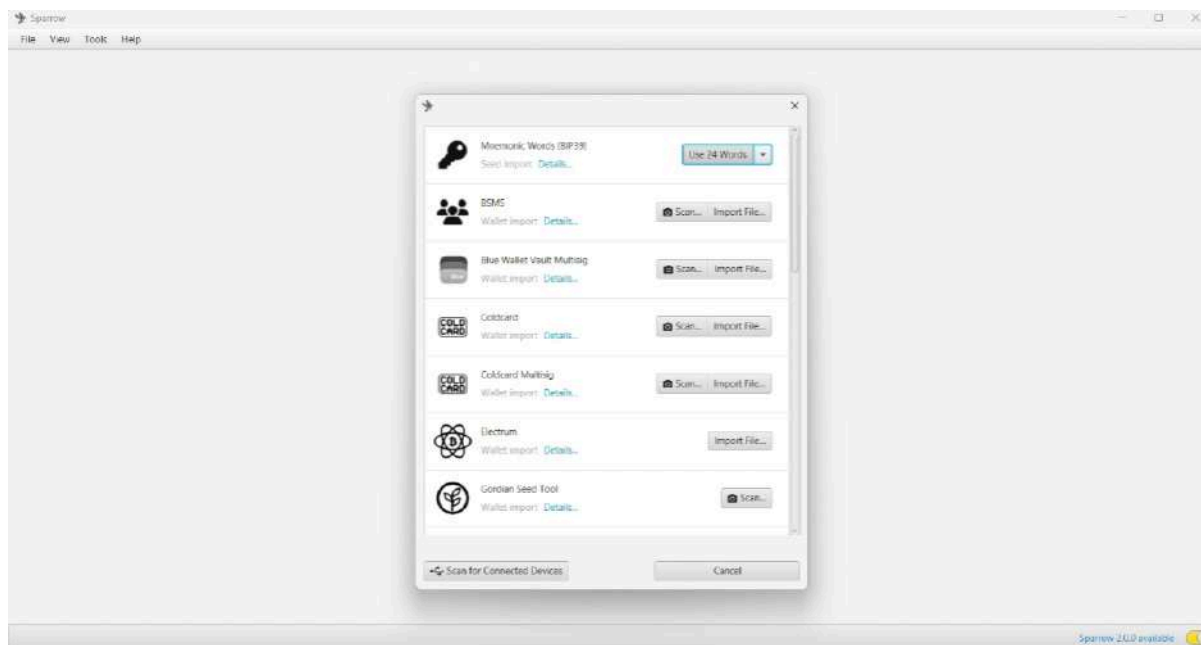 Sparrow
File View Tools Help
Mnemonic Words (BIP39)
Seed import Details...
Use 24 Words
BSMS
Wallet import Details...
Scan... Import File...
Blue Wallet Vault Multisig
Wallet import Details...
Scan... Import File...
COLD CARD
Coldcard
Wallet import Details...
Scan... Import File...
COLD CARD
Coldcard Multisig
Wallet import Details...
Scan... Import File...
Electrum
Wallet import Details...
Import File...
Gordian Seed Tool
Wallet import Details...
Scan...
Scan for Connected Devices Cancel
Sparrow 2.0.0 available